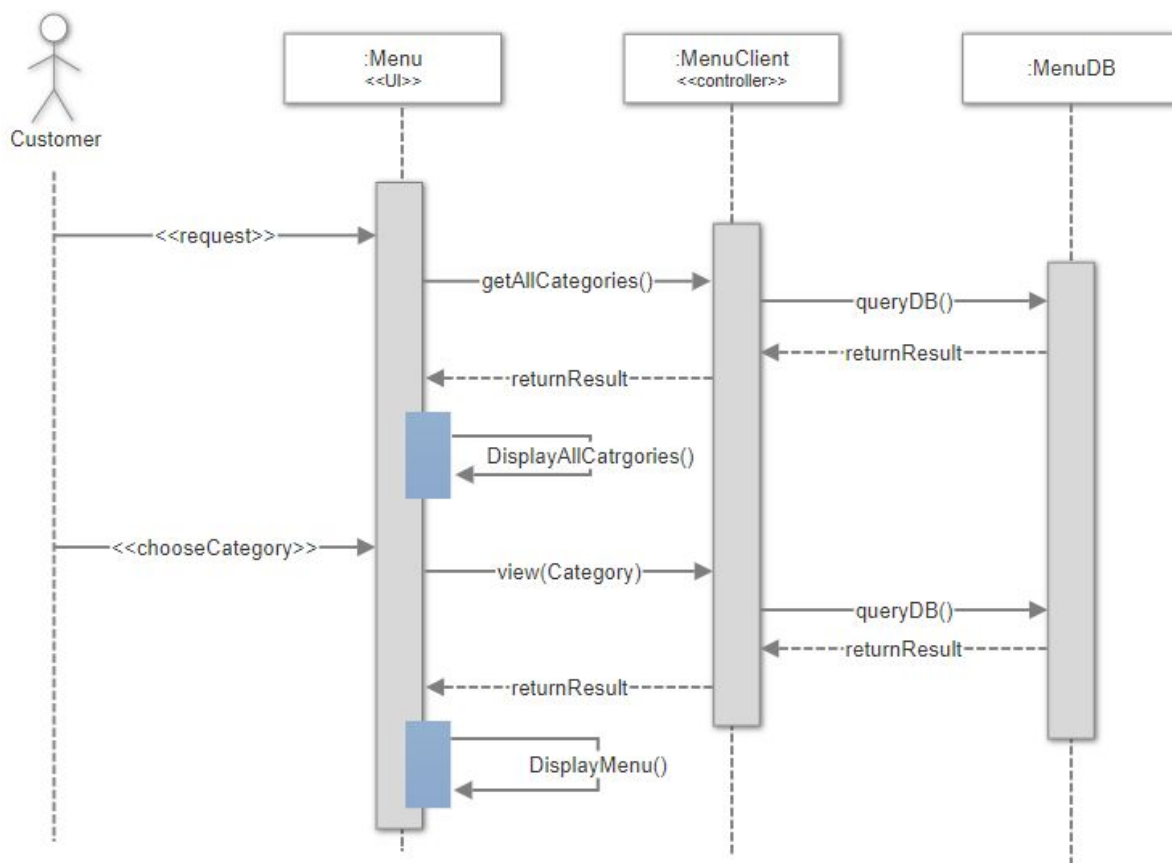 :Menu
<<UI>>
:MenuClient
<<controller>>
:MenuDB
Customer
<<request>>
getAllCategories()
queryDB()
returnResult
returnResult
DisplayAllCatrgories()
<<chooseCategory>>
view(Category)
queryDB()
returnResult
returnResult
DisplayMenu()